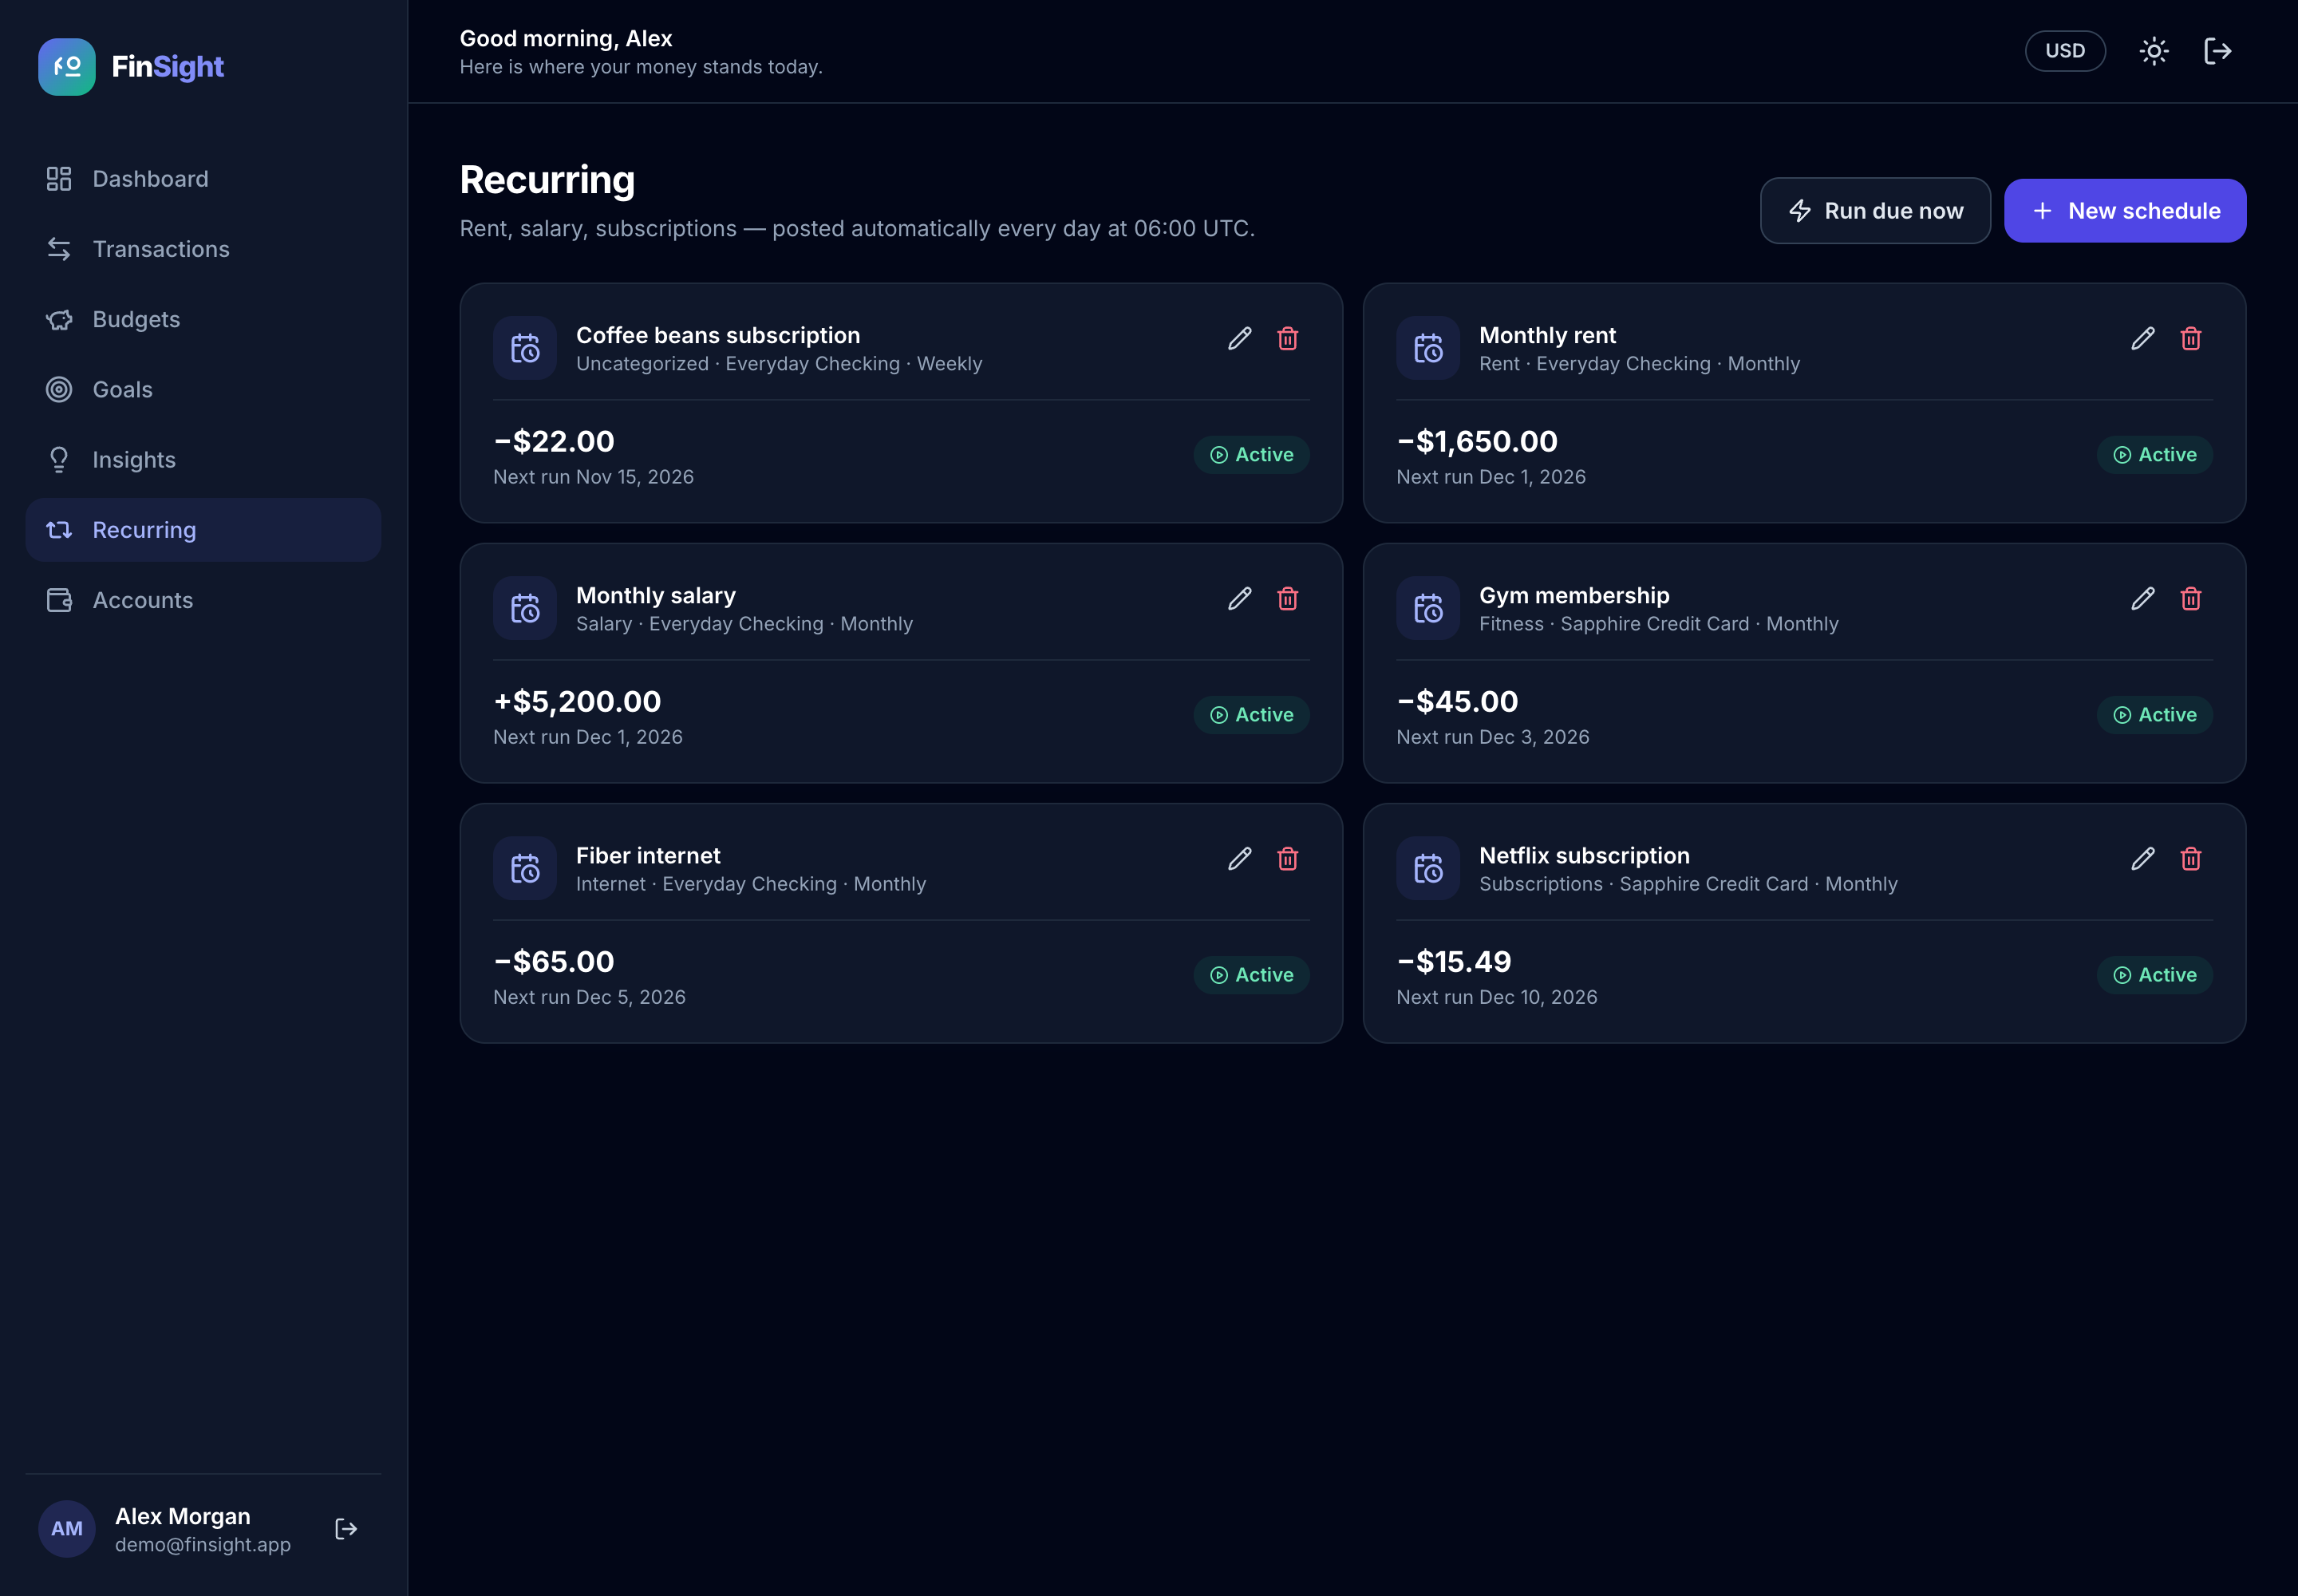 FinSight
Dashboard
Transactions
Budgets
Goals
Insights
Recurring
Accounts
AM
Alex Morgan
demo@finsight.app
Good morning, Alex
Here is where your money stands today.
USD
Recurring
Rent, salary, subscriptions — posted automatically every day at 06:00 UTC.
Run due now
New schedule
Coffee beans subscription
Uncategorized · Everyday Checking · Weekly
−$22.00
Next run Nov 15, 2026
Active
Monthly rent
Rent · Everyday Checking · Monthly
−$1,650.00
Next run Dec 1, 2026
Active
Monthly salary
Salary · Everyday Checking · Monthly
+$5,200.00
Next run Dec 1, 2026
Active
Gym membership
Fitness · Sapphire Credit Card · Monthly
−$45.00
Next run Dec 3, 2026
Active
Fiber internet
Internet · Everyday Checking · Monthly
−$65.00
Next run Dec 5, 2026
Active
Netflix subscription
Subscriptions · Sapphire Credit Card · Monthly
−$15.49
Next run Dec 10, 2026
Active